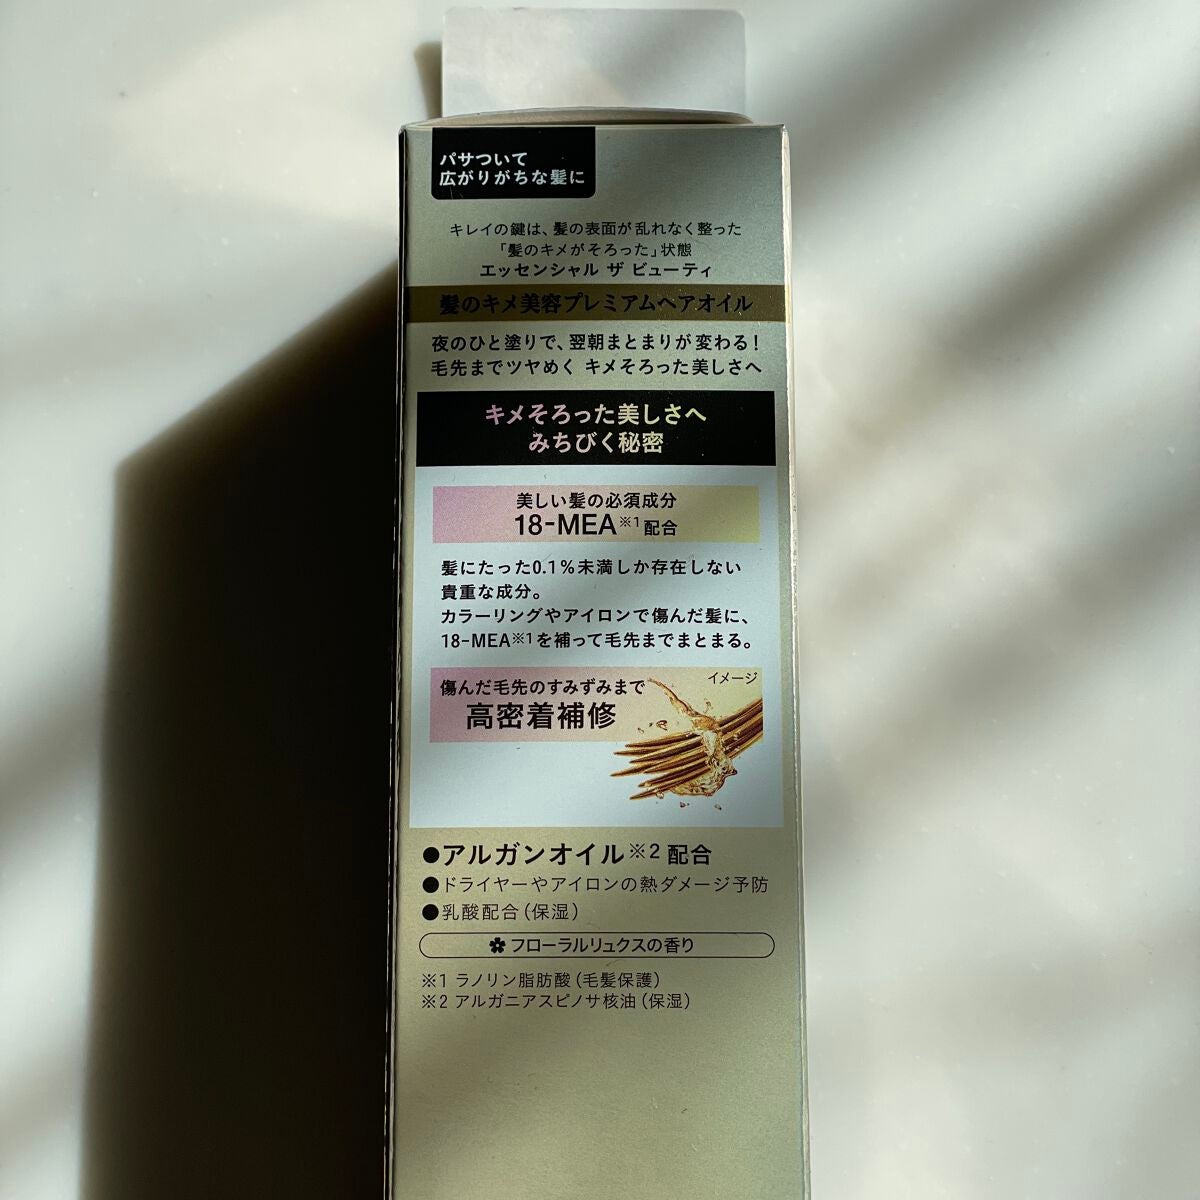 パサついて
広がりがちな髪に
キレイの鍵は、髪の表面が乱れなく整った
「髪のキメがそろった」状態
エッセンシャル ザ ビューティ
髪のキメ美容プレミアムヘアオイル
夜のひと塗りで、翌朝まとまりが変わる!
毛先までツヤめく キメそろった美しさへ
キメそろった美しさへ
みちびく秘密
美しい髪の必須成分
18-MEA※1配合
髪にたった0.1%未満しか存在しない
貴重な成分。
カラーリングやアイロンで傷んだ髪に、
18-MEA※1を補って毛先までまとまる。
傷んだ毛先のすみずみまで
イメージ
高密着補修
●アルガンオイル※2配合
●ドライヤーやアイロンの熱ダメージ予防
●乳酸配合(保湿)
フローラルリュクスの香り
※1 ラノリン脂肪酸(毛髪保護)
※2 アルガニアスピノサ核油(保湿)